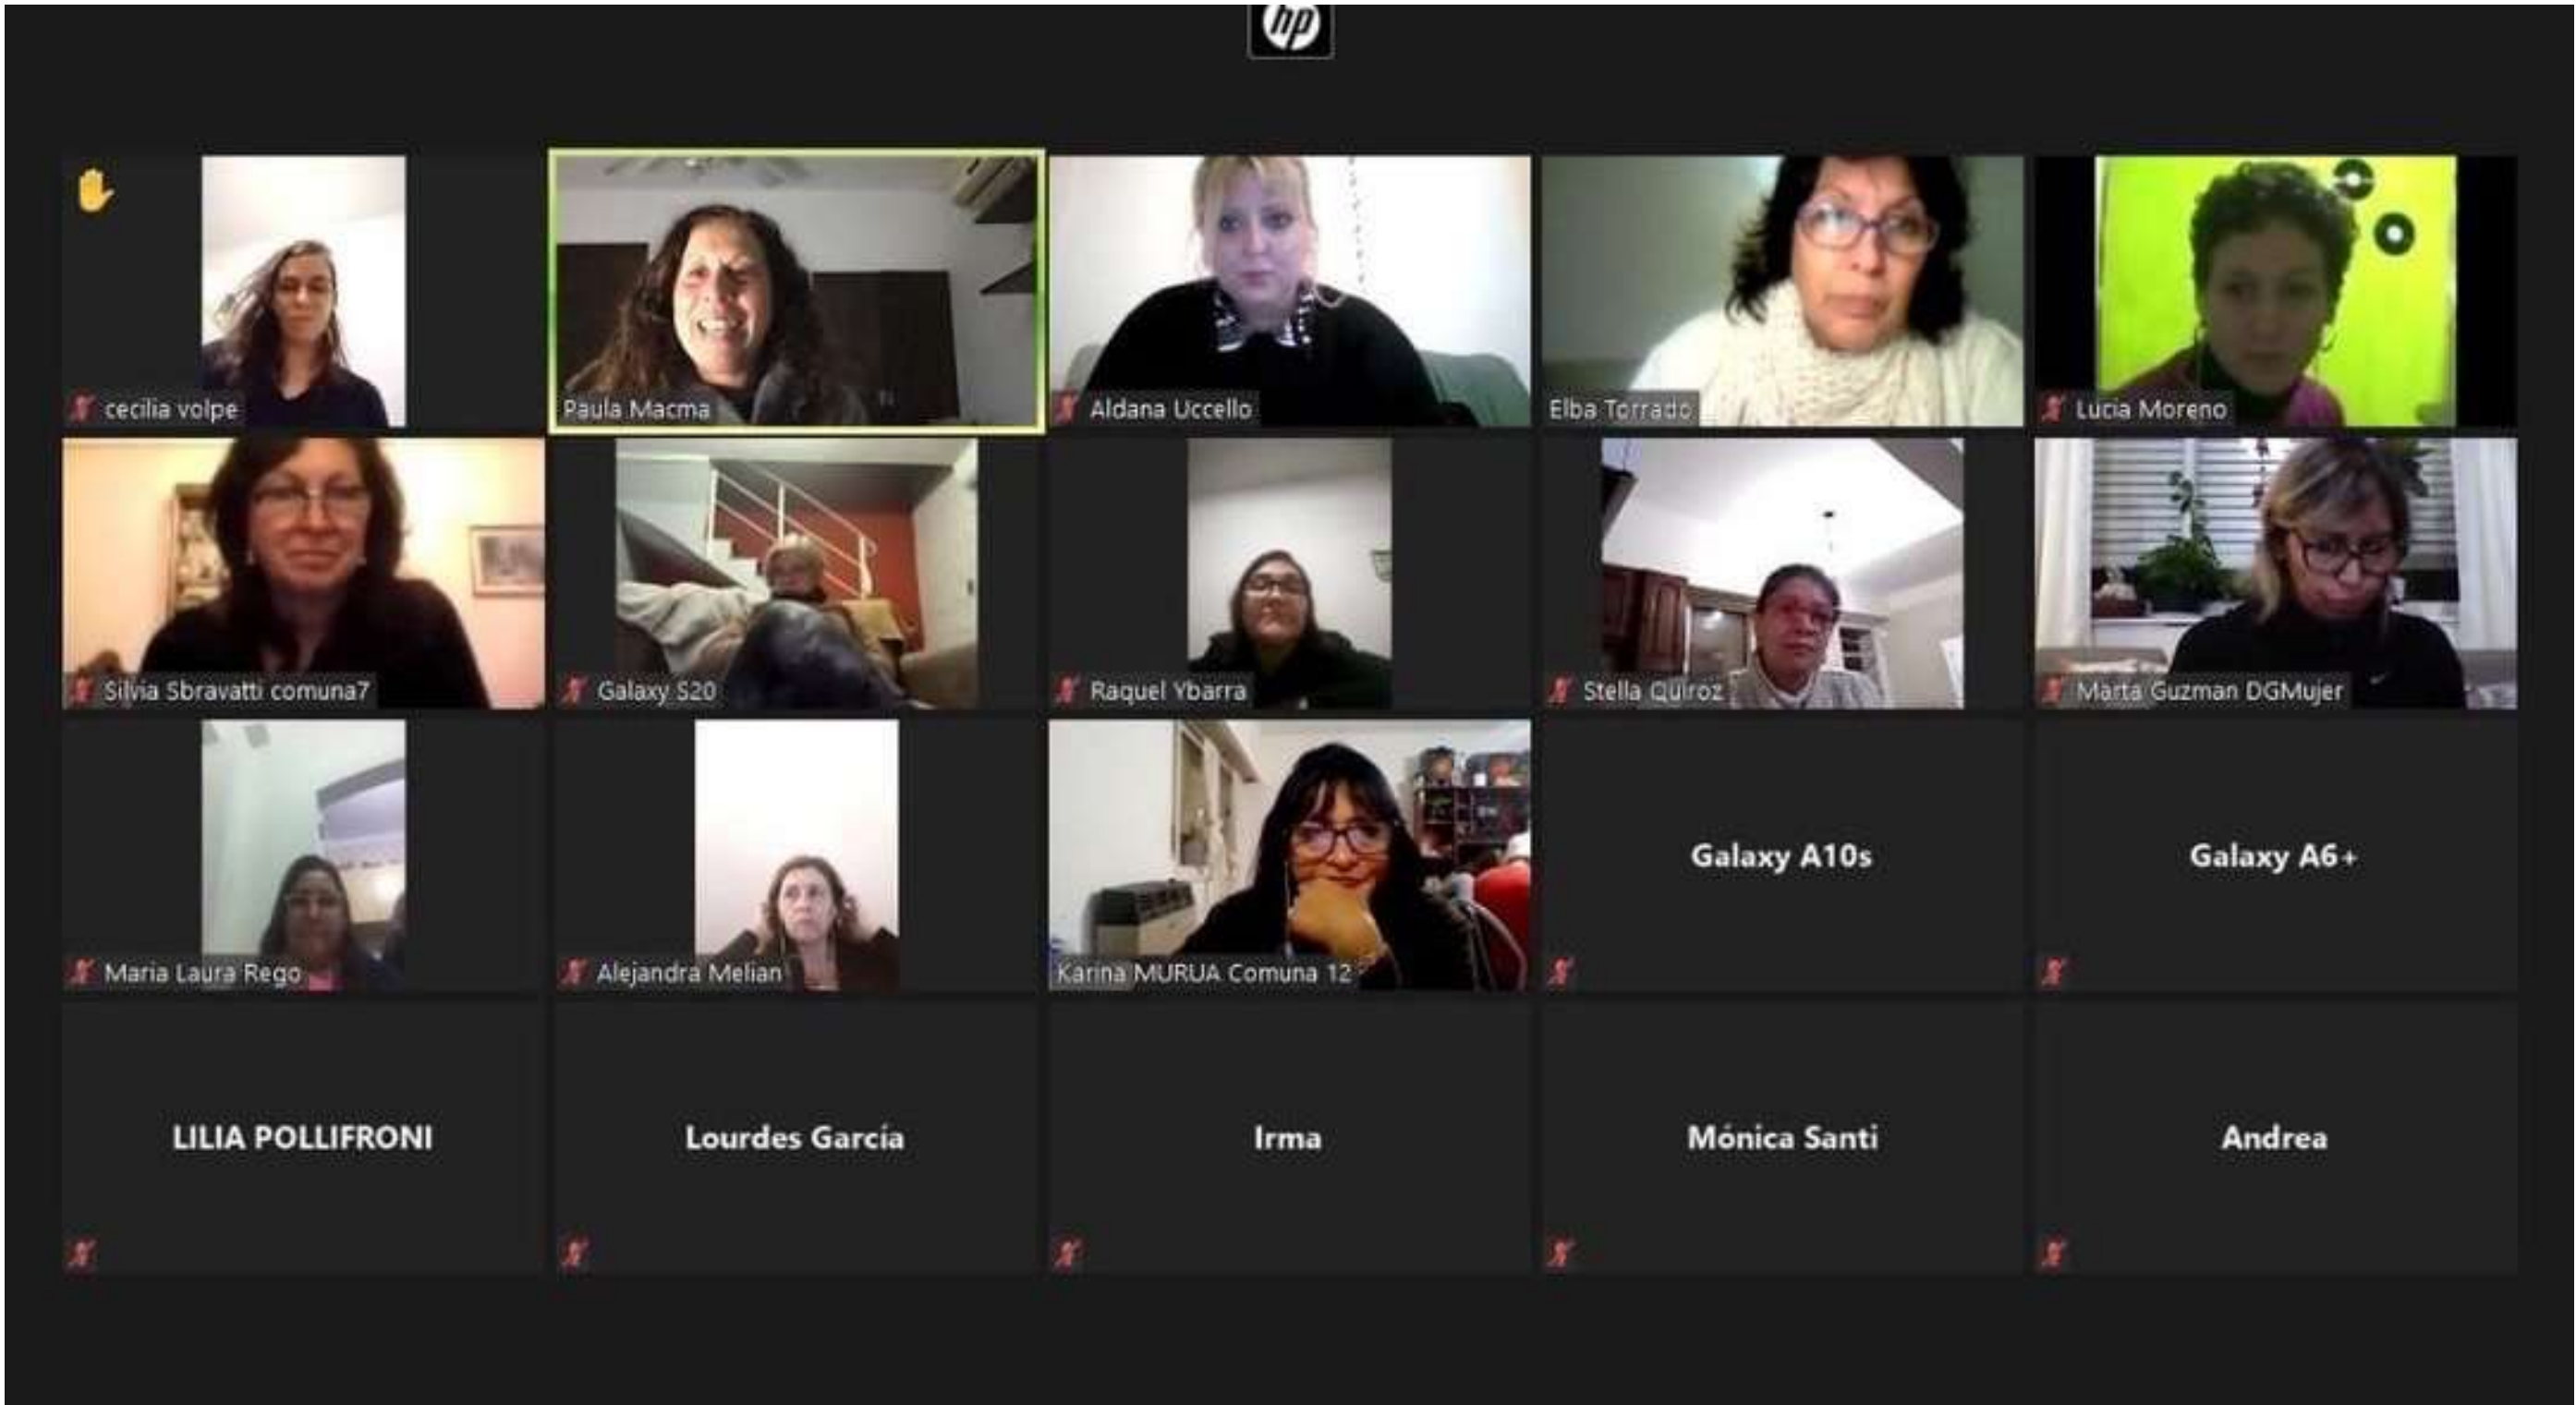 hp
cecilia volpe
Paula Macma
Aldana Uccello
Elba Torrado
Lucia Moreno
Silvia Sbravatti comuna7
Galaxy S20
Raquel Ybarra
Stella Quiroz
Marta Guzman DGMujer
Maria Laura Rego
Alejandra Melian
Karina MURUA Comuna 12
Galaxy A10s
Galaxy A6+
LILIA POLLIFRONI
Lourdes García
Irma
Mónica Santi
Andrea